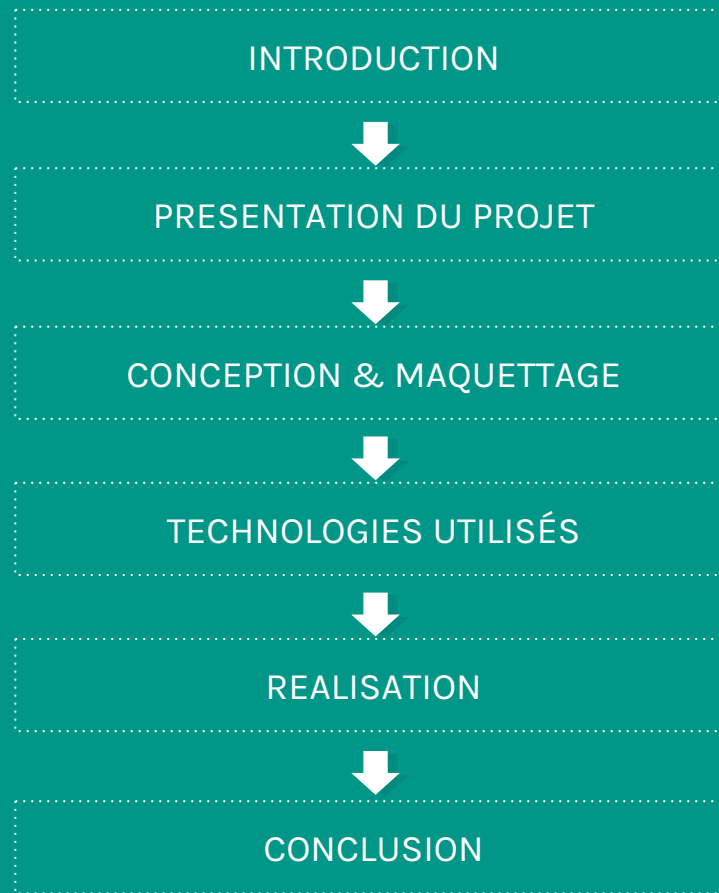 INTRODUCTION
PRESENTATION DU PROJET
CONCEPTION & MAQUETTAGE
TECHNOLOGIES UTILISÉS
REALISATION
CONCLUSION